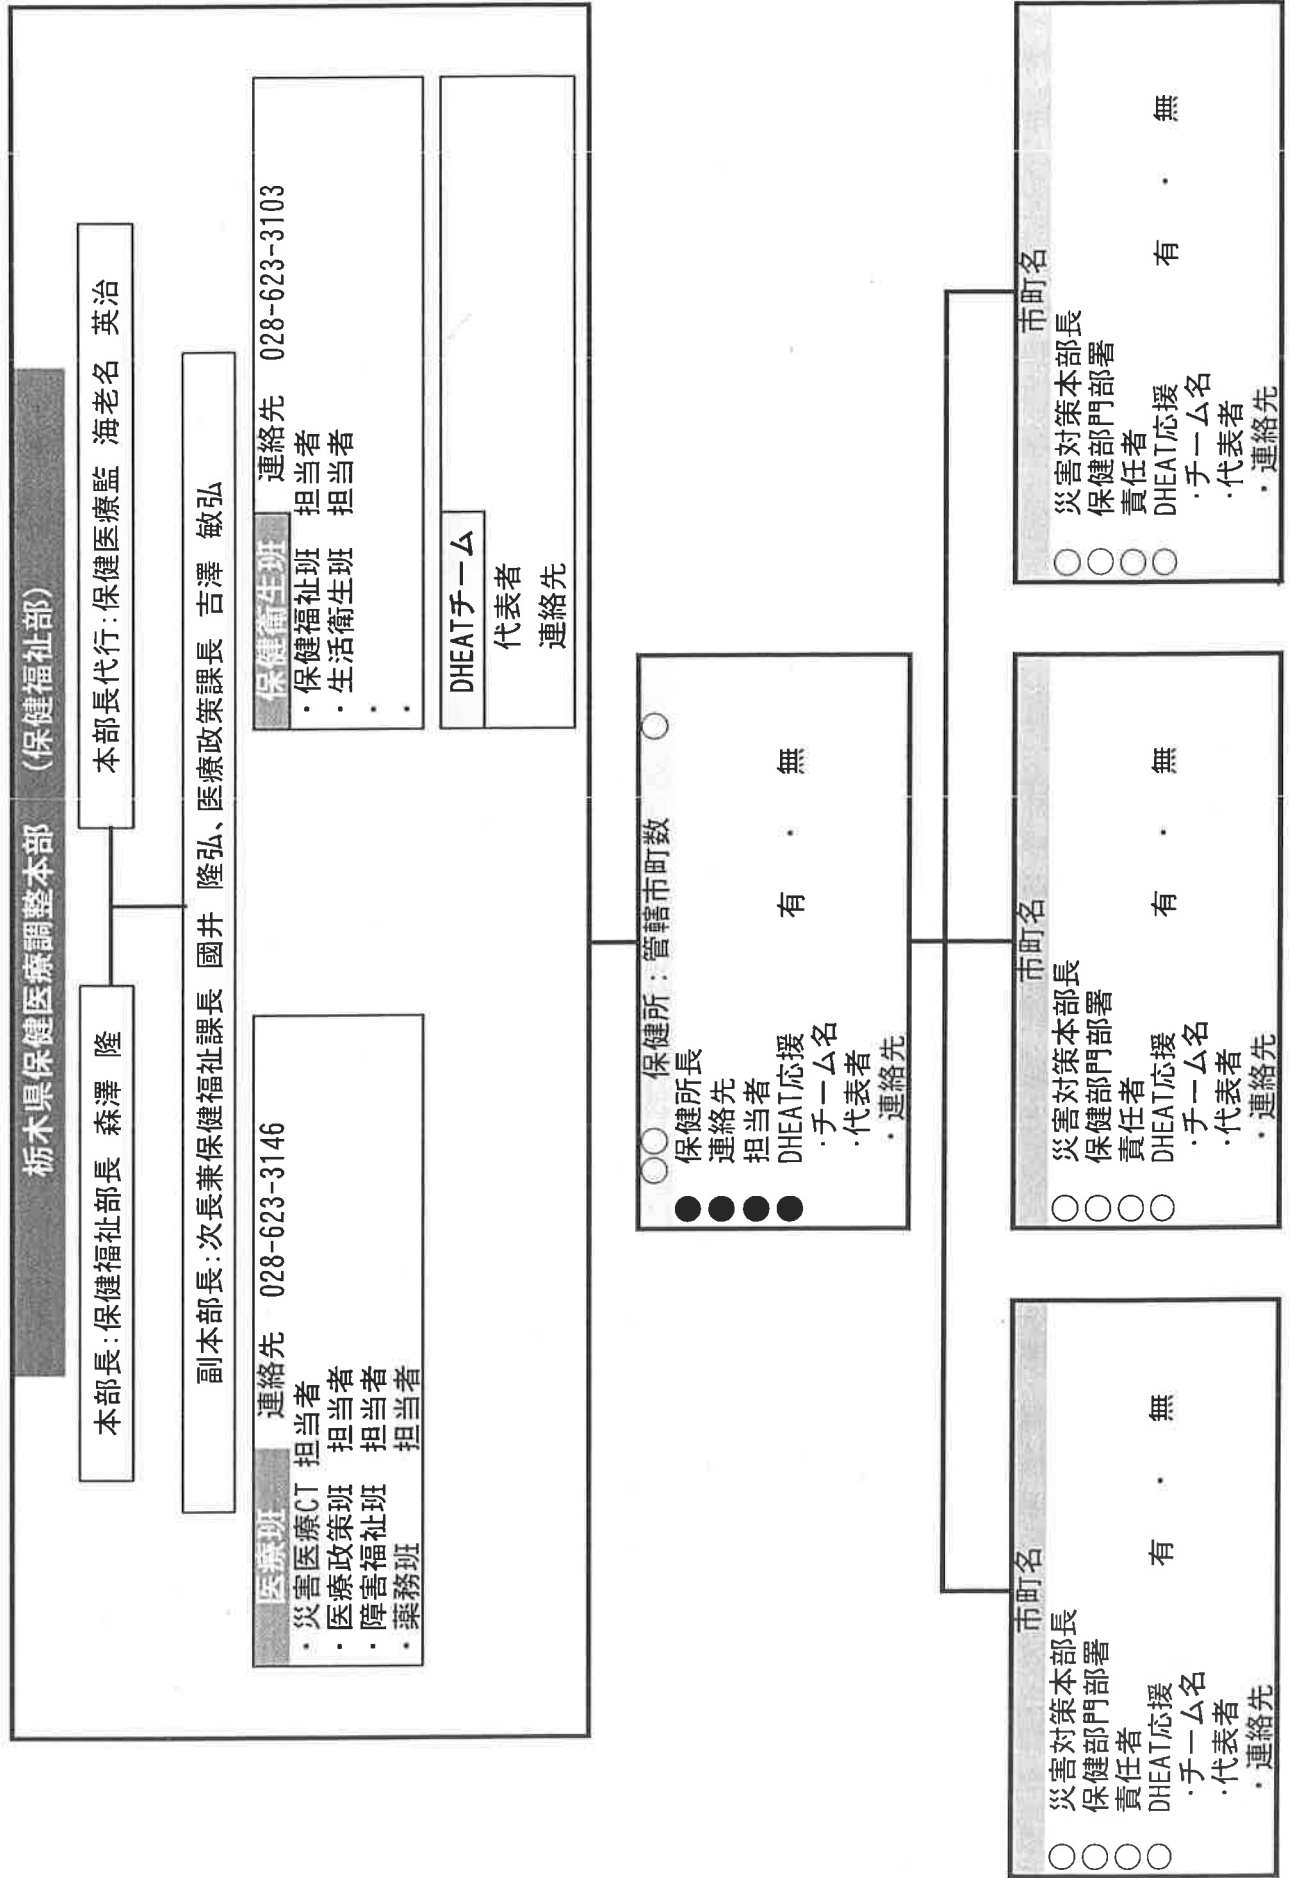 栃木県保健医療調整本部　（保健福祉部）
本部長：保健福祉部長　森澤　隆
本部長代行：保健医療監　海老名　英治
副本部長：次長兼保健福祉課長　國井　隆弘、医療政策課長　吉澤　敏弘
医療班　連絡先　028-623-3146
・災害医療CT　担当者
・医療政策班　担当者
・障害福祉班　担当者
・薬務班　担当者
保健衛生班　連絡先　028-623-3103
・保健福祉班　担当者
・生活衛生班　担当者
・
・
DHEATチーム
代表者
連絡先
○○　保健所：管轄市町数　○
●　保健所長
●　連絡先
●　担当者
●　DHEAT応援　有　・　無
・チーム名
・代表者
・連絡先
市町名
○　災害対策本部長
○　保健部門部署
○　責任者
○　DHEAT応援　有　・　無
・チーム名
・代表者
・連絡先
市町名
○　災害対策本部長
○　保健部門部署
○　責任者
○　DHEAT応援　有　・　無
・チーム名
・代表者
・連絡先
市町名
○　災害対策本部長
○　保健部門部署
○　責任者
○　DHEAT応援　有　・　無
・チーム名
・代表者
・連絡先